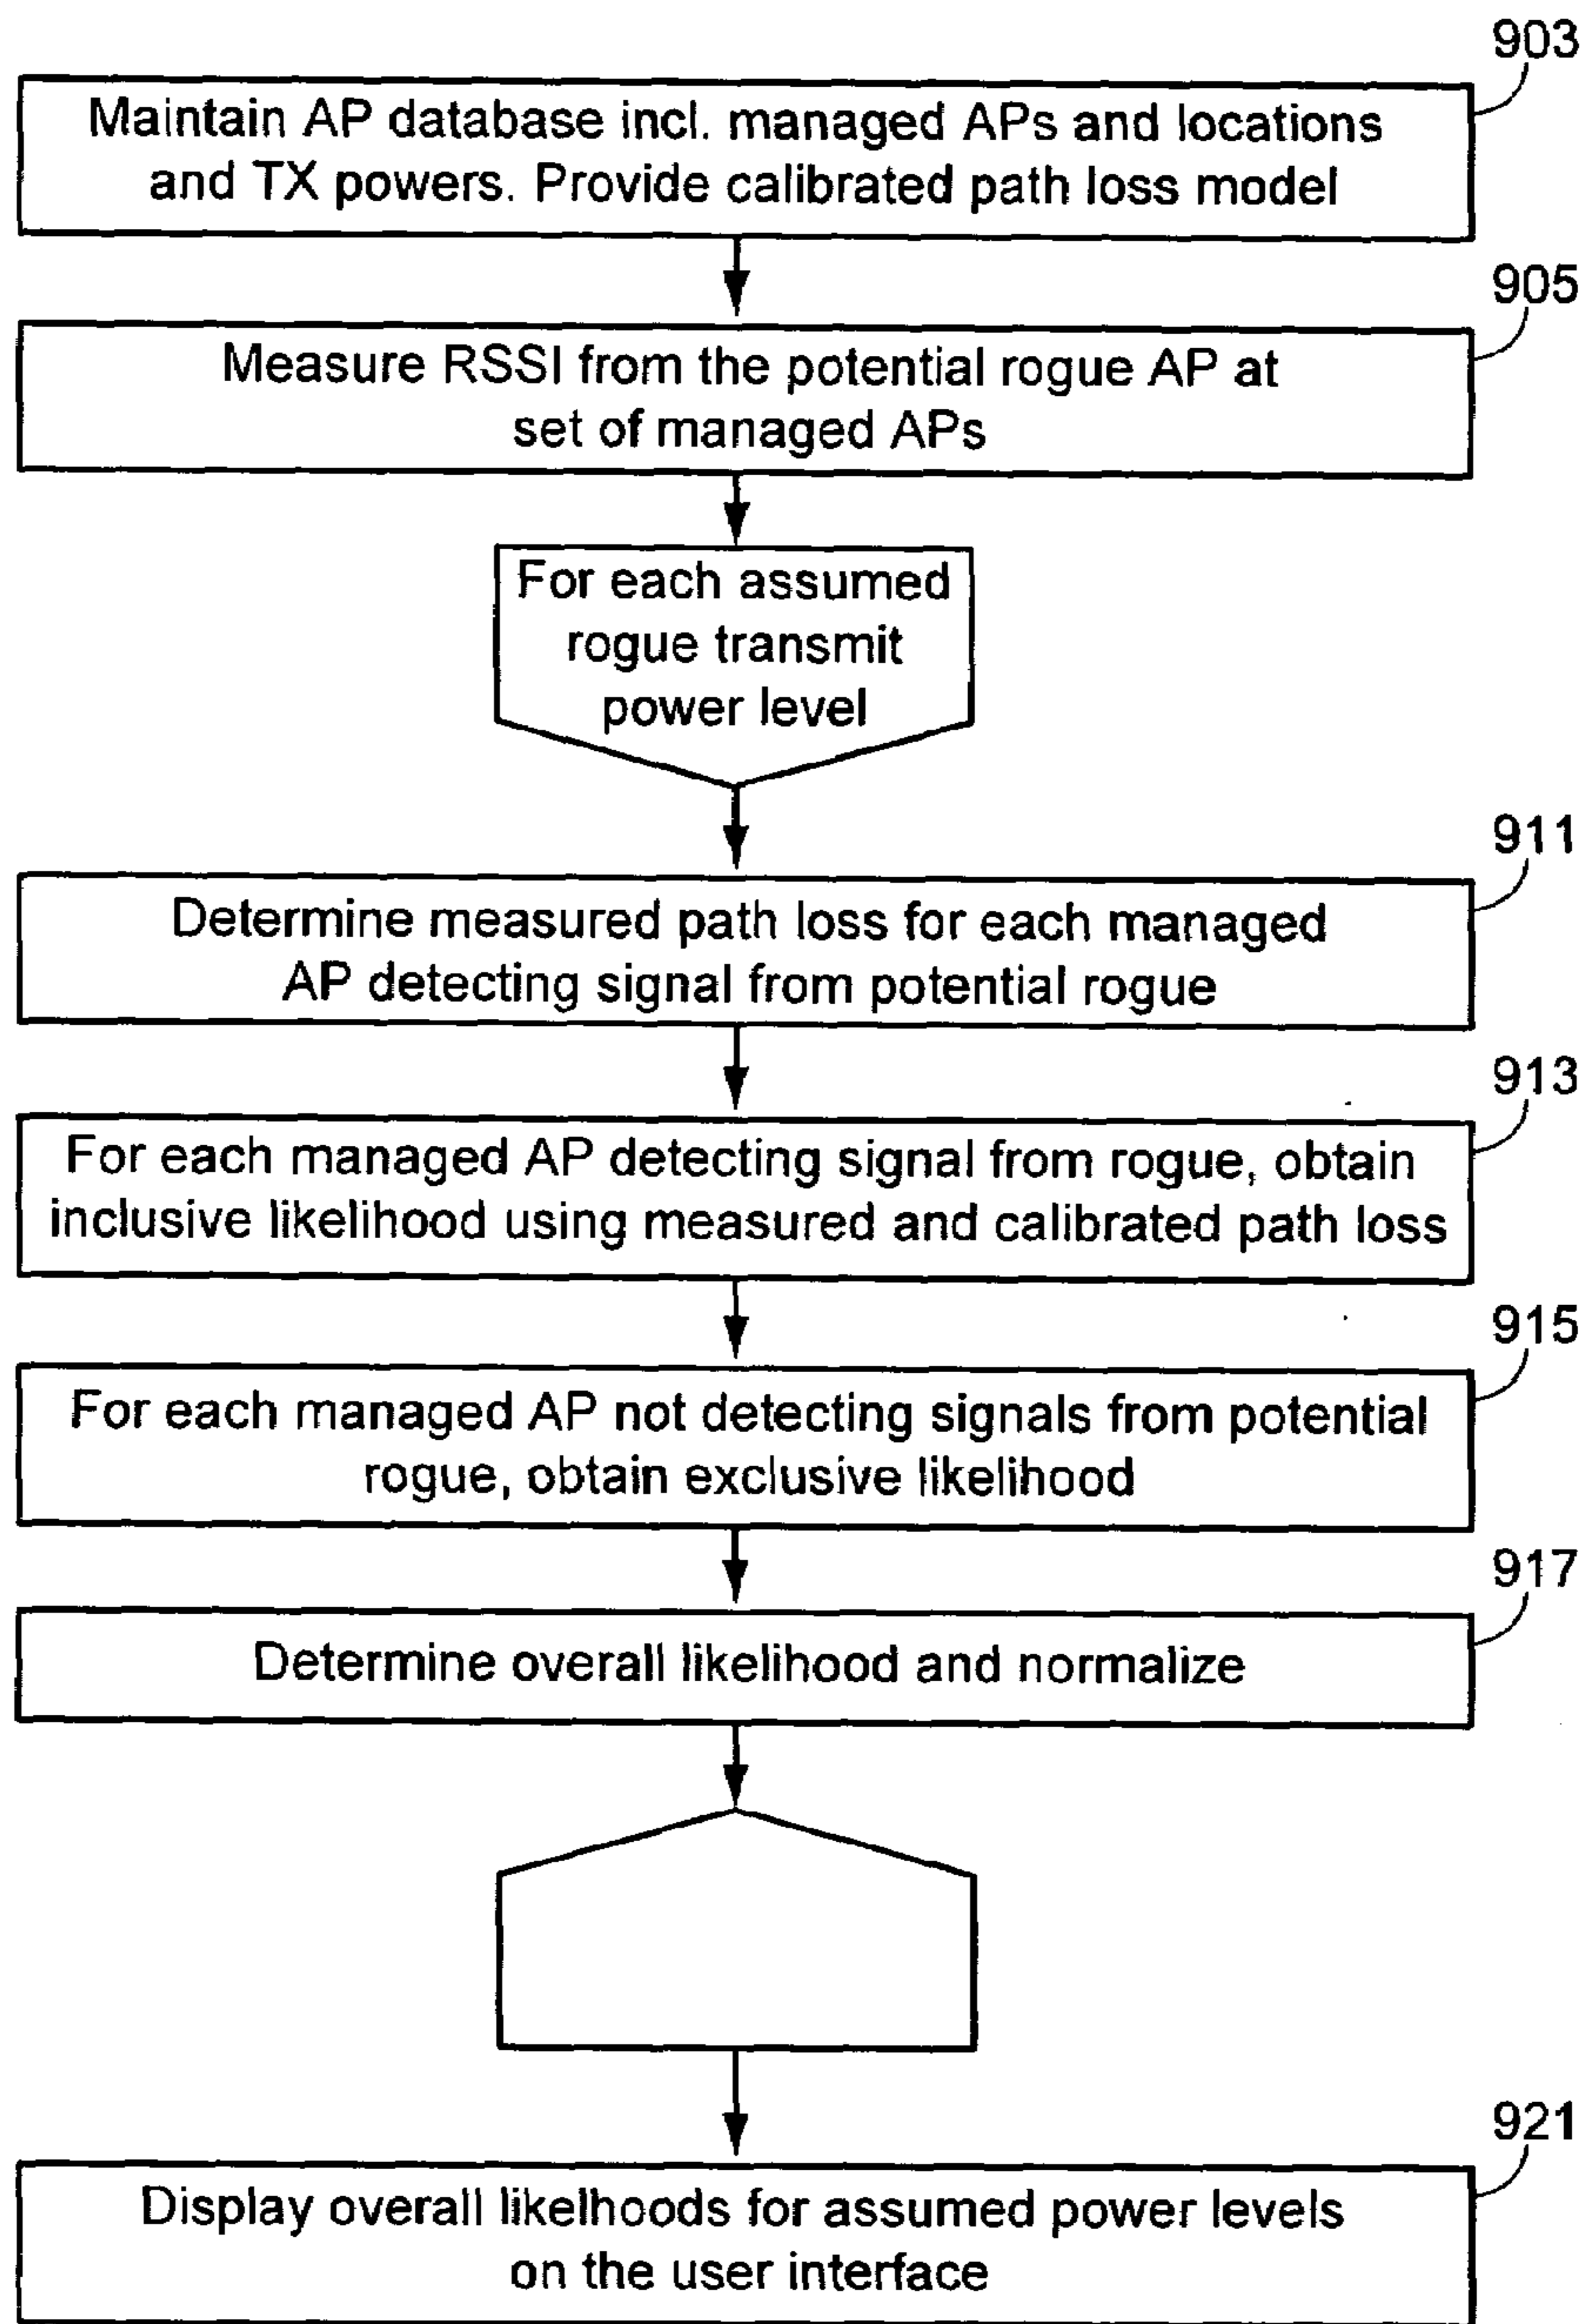 903
Maintain AP database incl. managed APs and locations
and TX powers. Provide calibrated path loss model
905
Measure RSSI from the potential rogue AP at
set of managed APs
For each assumed
rogue transmit
power level
911
Determine measured path loss for each managed
AP detecting signal from potential rogue
913
For each managed AP detecting signal from rogue, obtain
inclusive likelihood using measured and calibrated path loss
915
For each managed AP not detecting signals from potential
rogue, obtain exclusive likelihood
917
Determine overall likelihood and normalize
921
Display overall likelhoods for assumed power levels
on the user interface